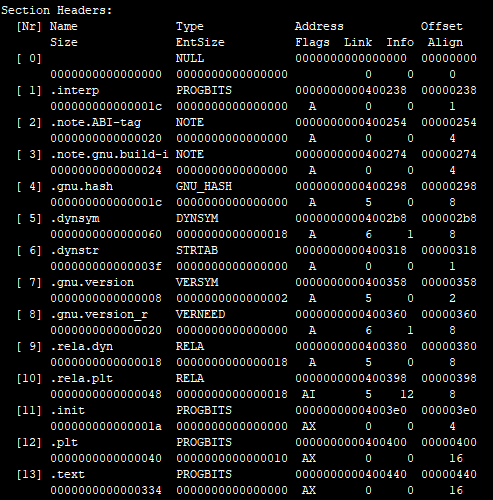 Section Headers:
[Nr] Name Type Address Offset
Size EntSize Flags Link Info Align
[ 0] NULL 0000000000000000 00000000
0000000000000000 0000000000000000 0 0 0
[ 1] .interp PROGBITS 0000000000400238 00000238
000000000000001c 0000000000000000 A 0 0 1
[ 2] .note.ABI-tag NOTE 0000000000400254 00000254
0000000000000020 0000000000000000 A 0 0 4
[ 3] .note.gnu.build-i NOTE 0000000000400274 00000274
0000000000000024 0000000000000000 A 0 0 4
[ 4] .gnu.hash GNU_HASH 0000000000400298 00000298
000000000000001c 0000000000000000 A 5 0 8
[ 5] .dynsym DYNSYM 00000000004002b8 000002b8
0000000000000060 0000000000000018 A 6 1 8
[ 6] .dynstr STRTAB 0000000000400318 00000318
000000000000003f 0000000000000000 A 0 0 1
[ 7] .gnu.version VERSYM 0000000000400358 00000358
0000000000000008 0000000000000002 A 5 0 2
[ 8] .gnu.version_r VERNEED 0000000000400360 00000360
0000000000000020 0000000000000000 A 6 1 8
[ 9] .rela.dyn RELA 0000000000400380 00000380
0000000000000018 0000000000000018 A 5 0 8
[10] .rela.plt RELA 0000000000400398 00000398
0000000000000048 0000000000000018 AI 5 12 8
[11] .init PROGBITS 00000000004003e0 000003e0
000000000000001a 0000000000000000 AX 0 0 4
[12] .plt PROGBITS 0000000000400400 00000400
0000000000000040 0000000000000010 AX 0 0 16
[13] .text PROGBITS 0000000000400440 00000440
0000000000000334 0000000000000000 AX 0 0 16